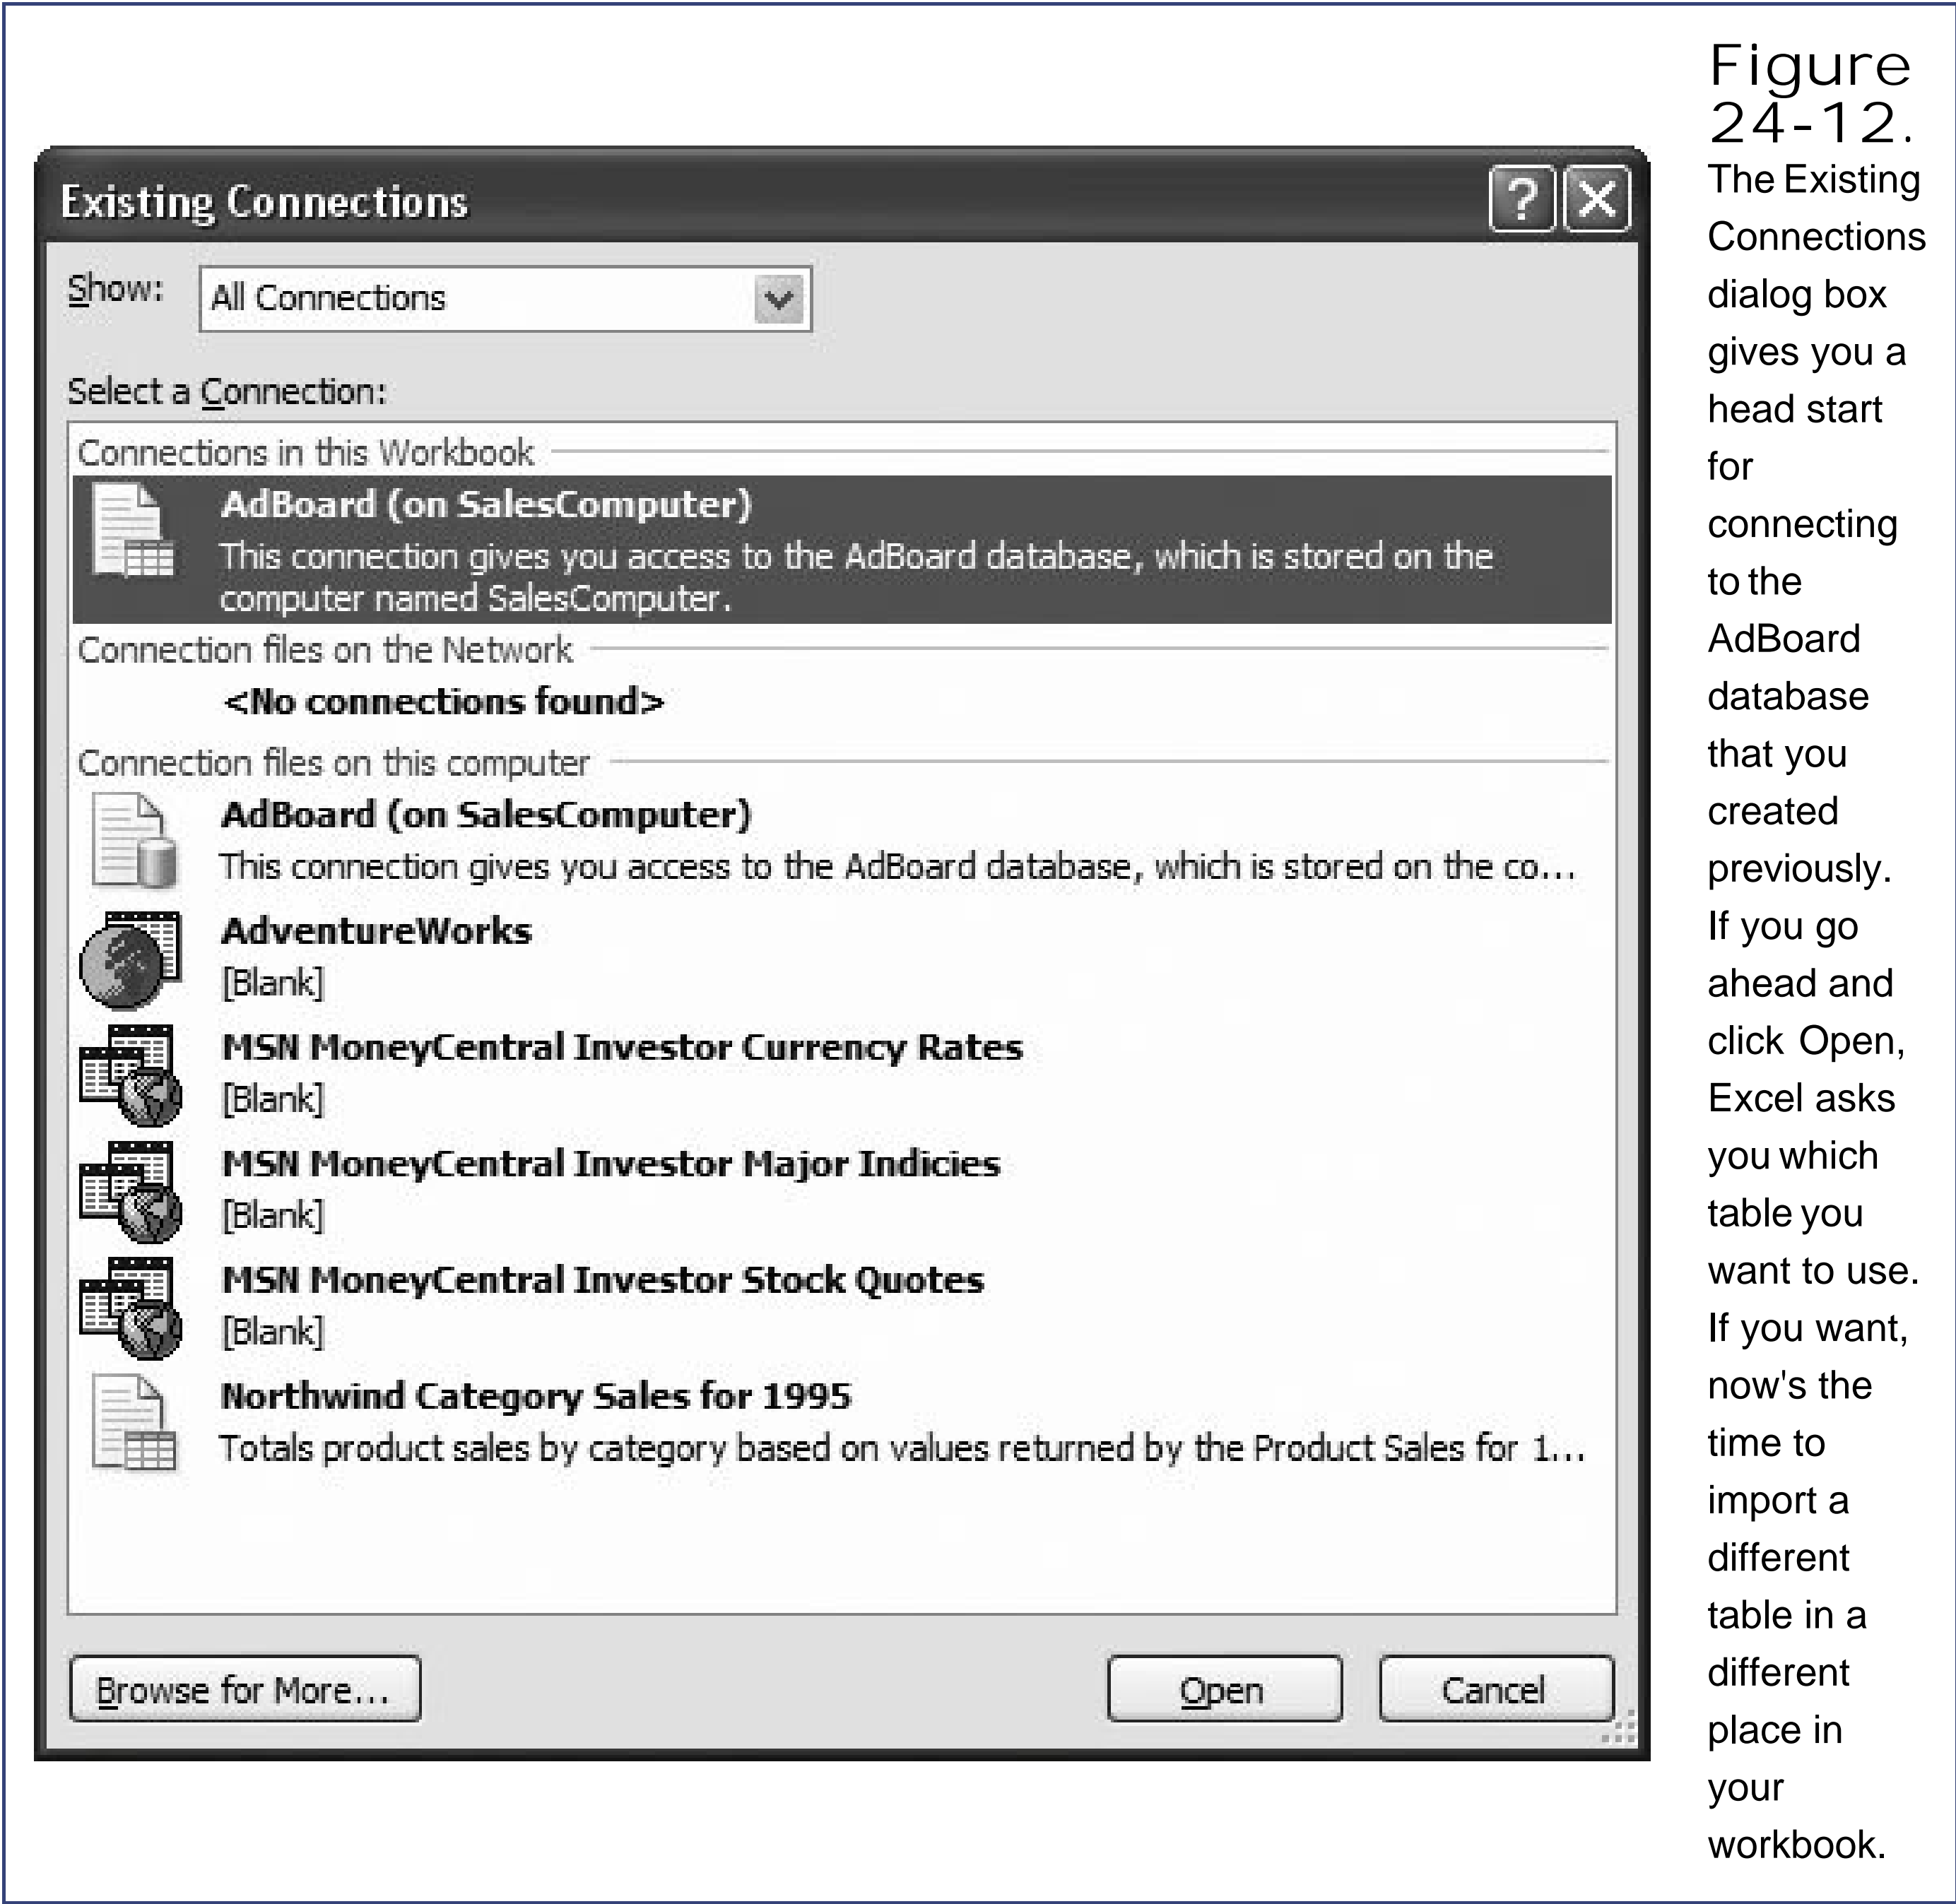 Existing Connections
Show:
All Connections
Select a Connection:
Connections in this Workbook
AdBoard (on SalesComputer)
This connection gives you access to the AdBoard database, which is stored on the
computer named SalesComputer.
Connection files on the Network
<No connections found>
Connection files on this computer
AdBoard (on SalesComputer)
This connection gives you access to the AdBoard database, which is stored on the co...
AdventureWorks
[Blank]
MSN MoneyCentral Investor Currency Rates
[Blank]
MSN MoneyCentral Investor Major Indicies
[Blank]
MSN MoneyCentral Investor Stock Quotes
[Blank]
Northwind Category Sales for 1995
Totals product sales by category based on values returned by the Product Sales for 1...
Browse for More...
Open
Cancel
Figure
24-12.
The Existing
Connections
dialog box
gives you a
head start
for
connecting
to the
AdBoard
database
that you
created
previously.
If you go
ahead and
click Open,
Excel asks
you which
table you
want to use.
If you want,
now's the
time to
import a
different
table in a
different
place in
your
workbook.